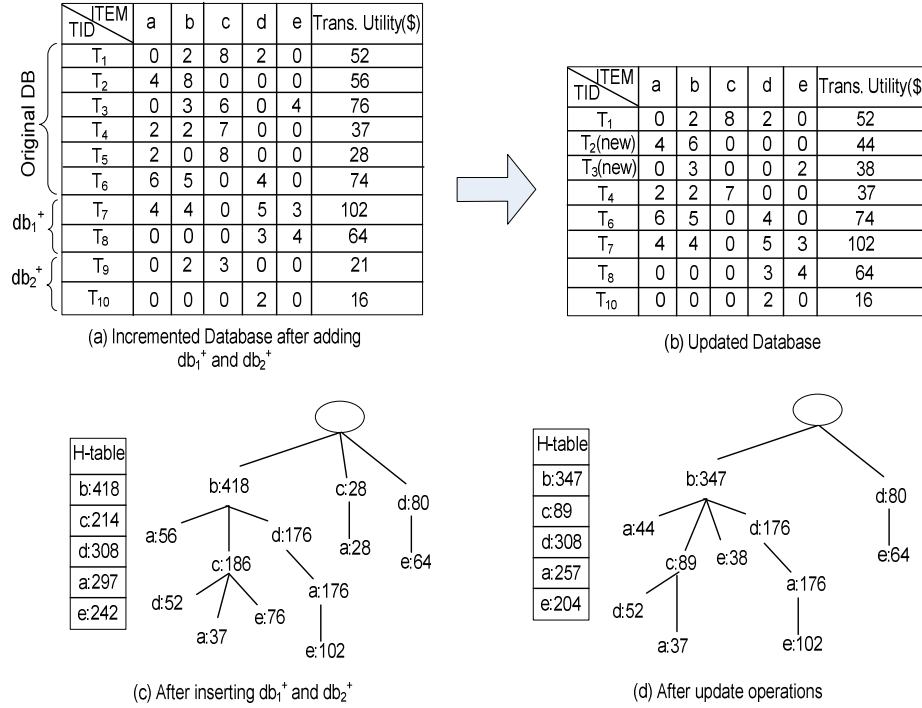 ITEM
TID a b c d e Trans. Utility($)
Original DB
T1 0 2 8 2 0 52
T2 4 8 0 0 0 56
T3 0 3 6 0 4 76
T4 2 2 7 0 0 37
T5 2 0 8 0 0 28
T6 6 5 0 4 0 74
db1+
T7 4 4 0 5 3 102
T8 0 0 0 3 4 64
db2+
T9 0 2 3 0 0 21
T10 0 0 0 2 0 16
(a) Incremented Database after adding
db1+ and db2+
ITEM
TID a b c d e Trans. Utility($
T1 0 2 8 2 0 52
T2(new) 4 6 0 0 0 44
T3(new) 0 3 0 0 2 38
T4 2 2 7 0 0 37
T6 6 5 0 4 0 74
T7 4 4 0 5 3 102
T8 0 0 0 3 4 64
T10 0 0 0 2 0 16
(b) Updated Database
H-table
b:418
c:214
d:308
a:297
e:242
b:418
c:28
d:80
a:56
d:176
a:28
e:64
c:186
d:52
a:37
e:76
a:176
e:102
(c) After inserting db1+ and db2+
H-table
b:347
c:89
d:308
a:257
e:204
b:347
d:80
a:44
c:89
e:38
d:176
e:64
d:52
a:37
a:176
e:102
(d) After update operations